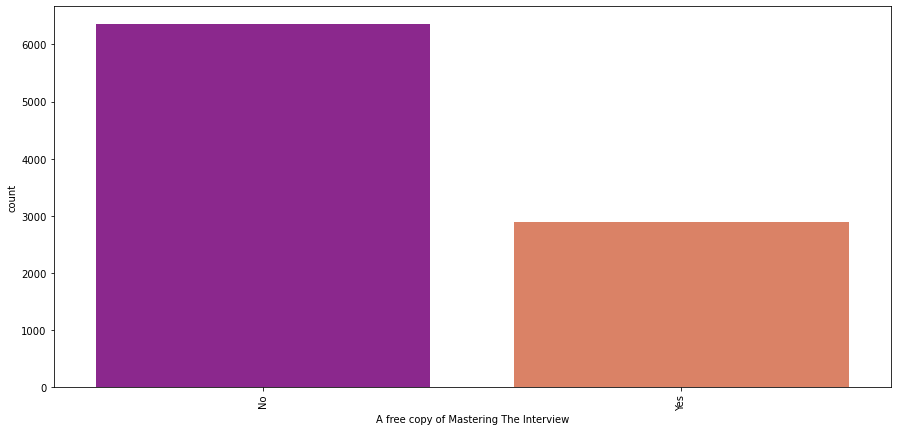 6000
5000
4000
3000
2000
1000
0
count
No
Yes
A free copy of Mastering The Interview